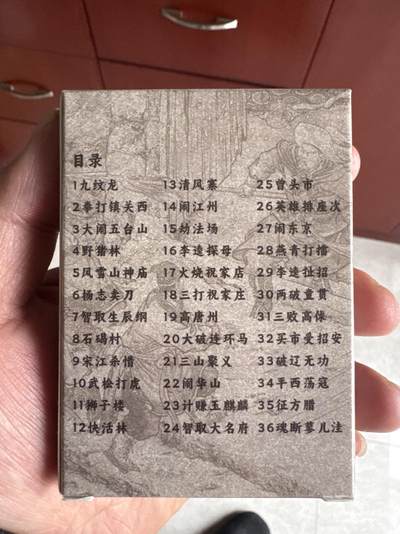 目录
1九纹龙
2拳打镇关西
3大闹五台山
4野猪林
5风雪山神庙
6杨志卖刀
7智取生辰纲
8石碣村
9宋江杀惜
10武松打虎
11狮子楼
12快活林
13清风寨
14闹江州
15劫法场
16李逵探母
17火烧祝家店
18三打祝家庄
19高唐州
20大破连环马
21三山聚义
22闹华山
23计赚玉麒麟
24智取大名府
25曾头市
26英雄排座次
27闹东京
28燕青打擂
29李逵扯招
30两破童贯
31三败高俅
32买市受招安
33破辽无功
34平西荡寇
35征方腊
36魂断蓼儿洼